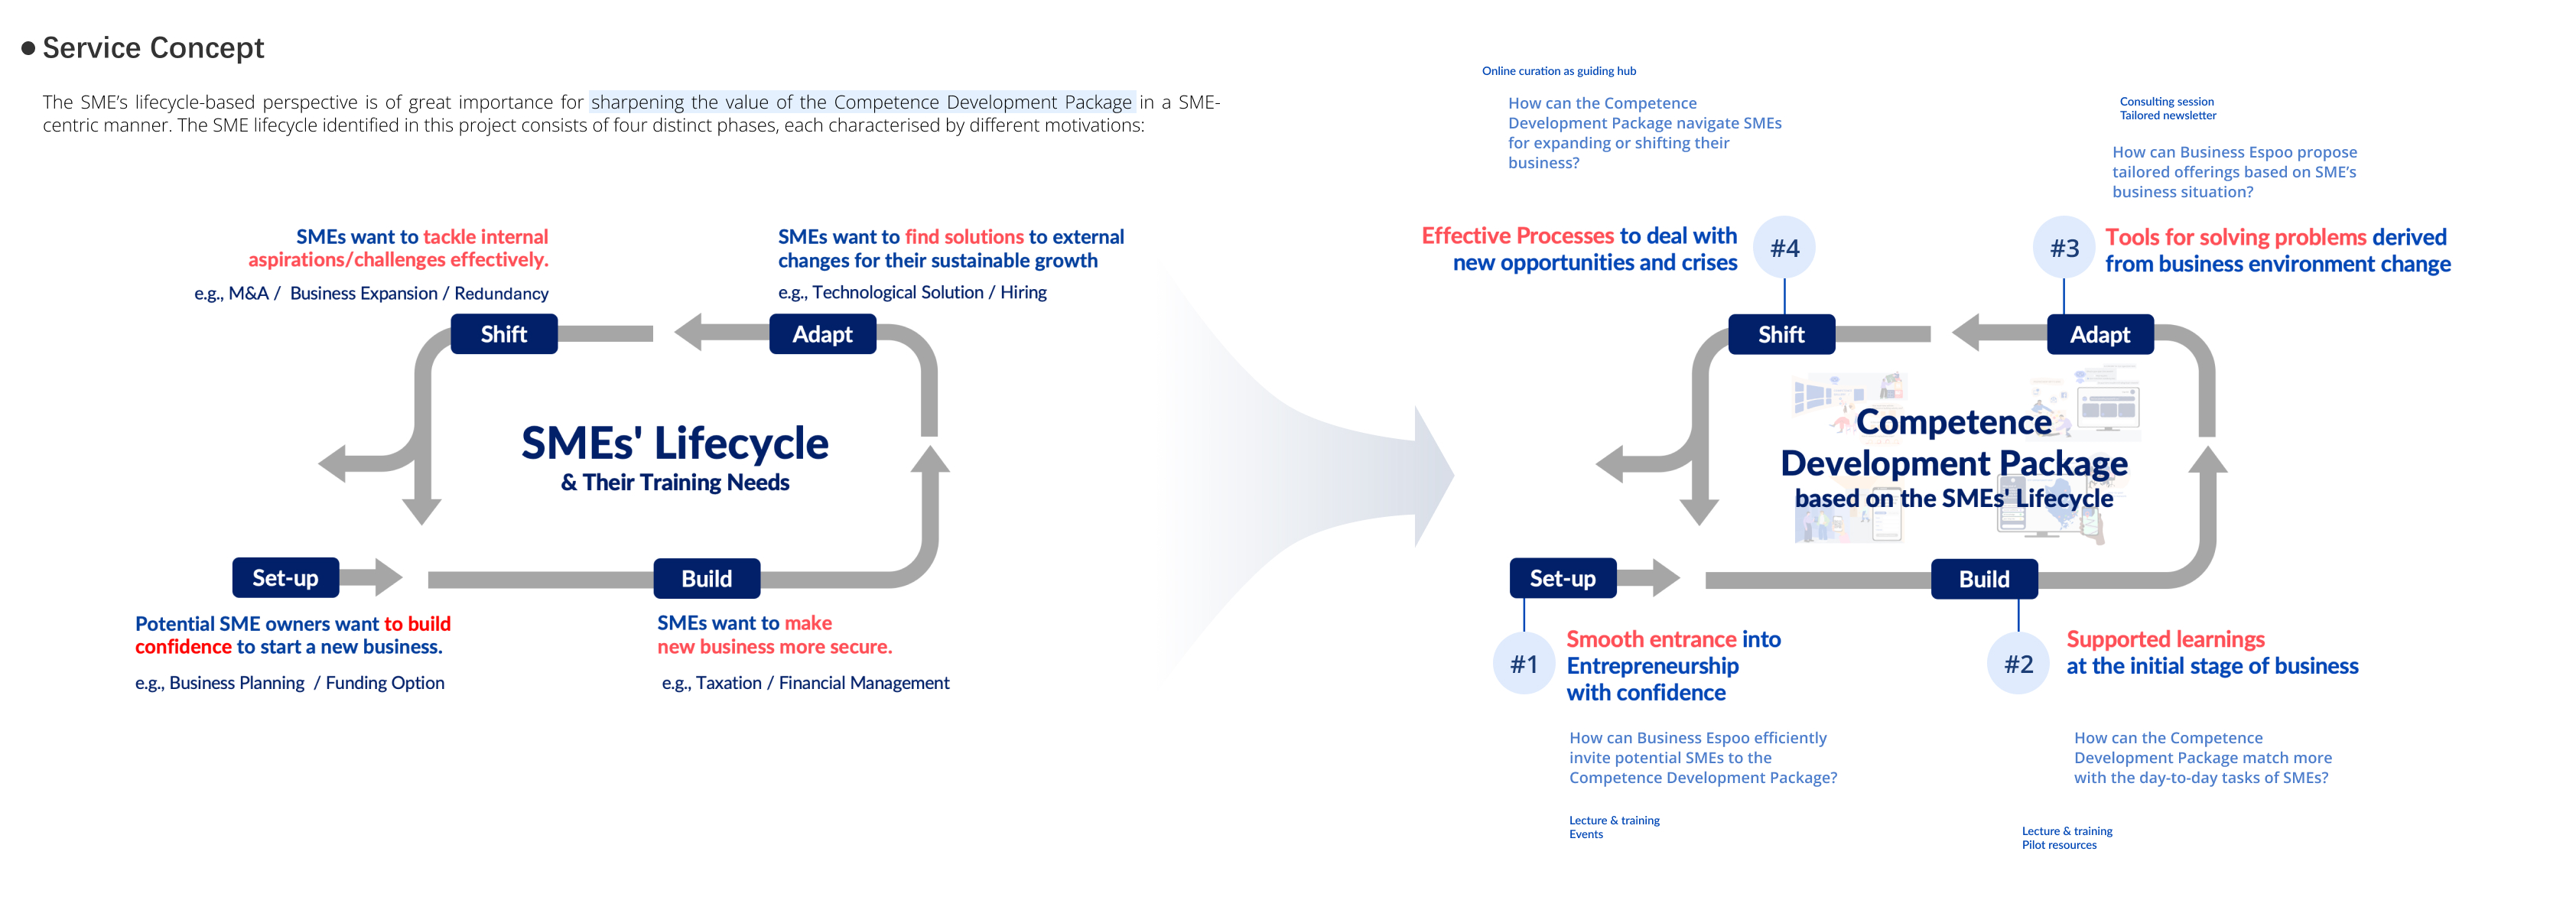 Service Concept
The SME’s lifecycle-based perspective is of great importance for sharpening the value of the Competence Development Package in a SME-
centric manner. The SME lifecycle identified in this project consists of four distinct phases, each characterised by different motivations:
SMEs want to tackle internal
aspirations/challenges effectively.
e.g., M&A / Business Expansion / Redundancy
SMEs want to find solutions to external
changes for their sustainable growth
e.g., Technological Solution / Hiring
Shift
Adapt
SMEs' Lifecycle
& Their Training Needs
Set-up
Build
Potential SME owners want to build
confidence to start a new business.
e.g., Business Planning / Funding Option
SMEs want to make
new business more secure.
e.g., Taxation / Financial Management
Online curation as guiding hub
How can the Competence
Development Package navigate SMEs
for expanding or shifting their
business?
Consulting session
Tailored newsletter
How can Business Espoo propose
tailored offerings based on SME’s
business situation?
Effective Processes to deal with
new opportunities and crises
#4
#3
Tools for solving problems derived
from business environment change
Shift
Adapt
Competence
Development Package
based on the SMEs' Lifecycle
Set-up
Build
#1
Smooth entrance into
Entrepreneurship
with confidence
#2
Supported learnings
at the initial stage of business
How can Business Espoo efficiently
invite potential SMEs to the
Competence Development Package?
How can the Competence
Development Package match more
with the day-to-day tasks of SMEs?
Lecture & training
Events
Lecture & training
Pilot resources